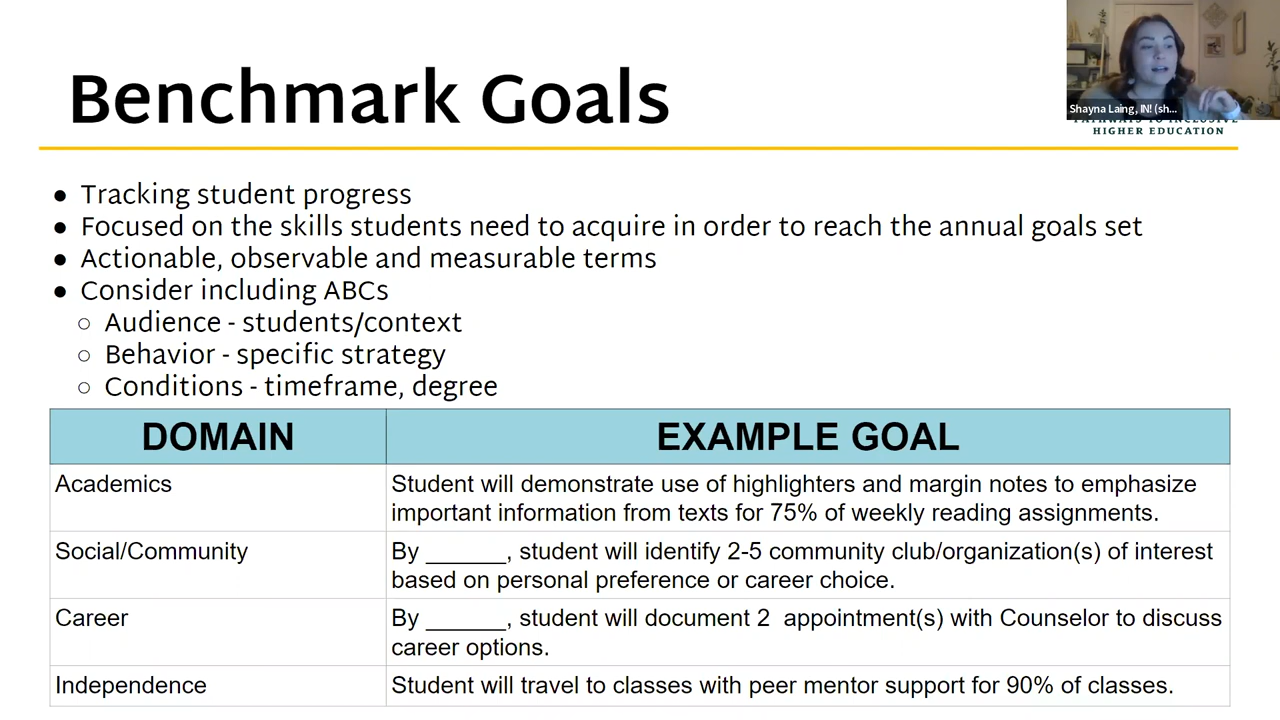 Benchmark Goals
Shayna Laing, IN! (sh...
HIGHER EDUCATION
● Tracking student progress
● Focused on the skills students need to acquire in order to reach the annual goals set
● Actionable, observable and measurable terms
● Consider including ABCs
○ Audience - students/context
○ Behavior - specific strategy
○ Conditions - timeframe, degree
DOMAIN
EXAMPLE GOAL
Academics
Student will demonstrate use of highlighters and margin notes to emphasize
important information from texts for 75% of weekly reading assignments.
Social/Community
By ______, student will identify 2-5 community club/organization(s) of interest
based on personal preference or career choice.
Career
By ______, student will document 2  appointment(s) with Counselor to discuss
career options.
Independence
Student will travel to classes with peer mentor support for 90% of classes.